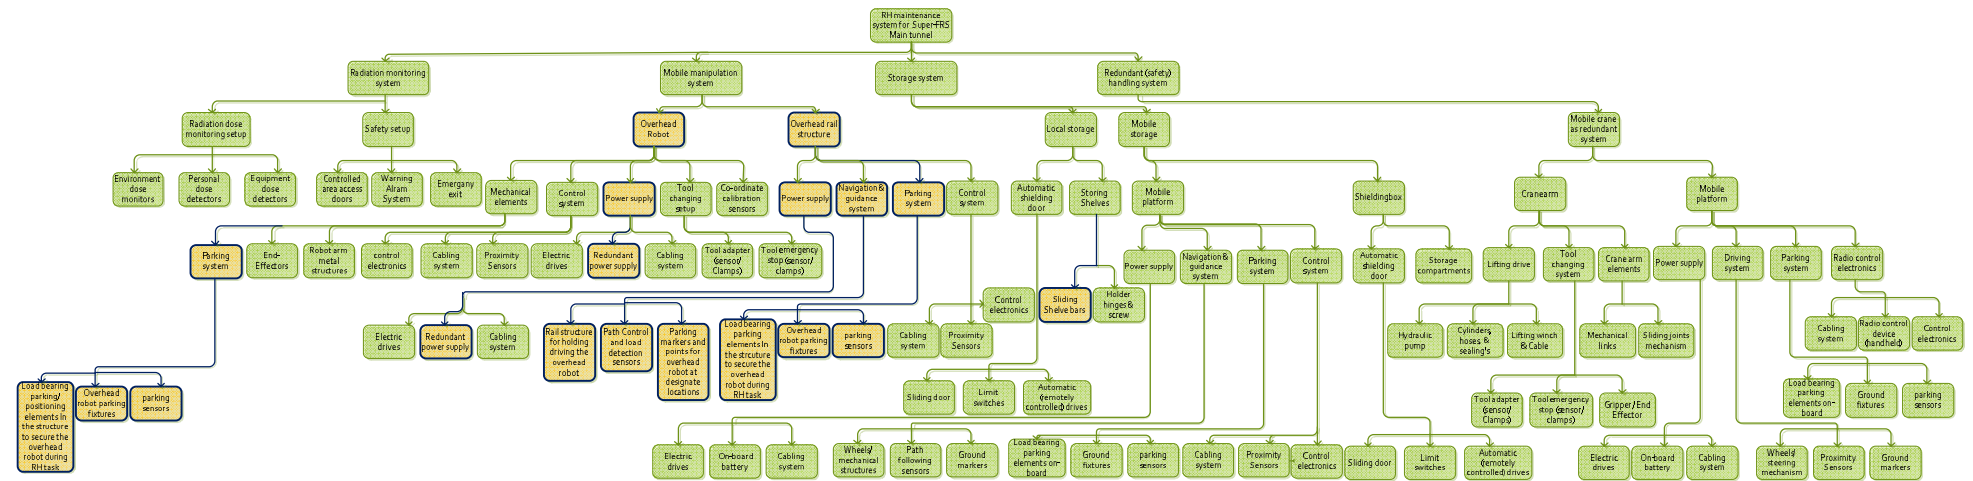 RH maintenance
system for Super-FRS
Main tunnel
Radiation monitoring
system
Mobile manipulation
system
Storage system
Redundant (safety)
handling system
Radiation dose
monitoring setup
Safety setup
Overhead
Robot
Overhead rail
structure
Local storage
Mobile
storage
Mobile crane
as redundant
system
Environment
dose
monitors
Personal
dose
detectors
Equipment
dose
detectors
Controlled
area access
doors
Warning
Alram
System
Emergany
exit
Mechanical
elements
Control
system
Power supply
Tool
changing
setup
Co-ordinate
calibration
sensors
Power supply
Navigation &
guidance
system
Parking
system
Control
system
Automatic
shielding
door
Storing
Shelves
Mobile
platform
Shieldingbox
Crane arm
Mobile
platform
Parking
system
End-
Effectors
Robot arm
metal
structures
control
electronics
Cabling
system
Proximity
Sensors
Electric
drives
Redundant
power supply
Cabling
system
Tool adapter
(sensor/
Clamps)
Tool emergency
stop (sensor/
clamps)
Power supply
Navigation &
guidance
system
Parking
system
Control
system
Automatic
shielding
door
Storage
compartments
Lifting drive
Tool
changing
system
Crane arm
elements
Power supply
Driving
system
Parking
system
Radio control
electronics
Electric
drives
Redundant
power supply
Cabling
system
Rail structure
for holding
driving the
overhead
robot
Path Control
and load
detection
sensors
Parking
markers and
points for
overhead
robot at
designate
locations
Load bearing
parking
elements In
the strcuture
to secure the
overhead
robot during
RH task
Overhead
robot parking
fixtures
parking
sensors
Cabling
system
Proximity
Sensors
Control
electronics
Sliding
Shelve bars
Holder
hinges &
screw
Hydraulic
pump
Cylinders,
hoses, &
sealing's
Lifting winch
& Cable
Mechanical
links
Sliding joints
mechanism
Cabling
system
Radio control
device
(handheld)
Control
electronics
Load bearing
parking/
positioning
elements In
the structure
to secure the
overhead
robot during
RH task
Overhead
robot parking
fixtures
parking
sensors
Sliding door
Limit
switches
Automatic
(remotely
controlled) drives
Tool adapter
(sensor/
Clamps)
Tool emergency
stop (sensor/
clamps)
Gripper/End
Effector
Load bearing
parking
elements on-
board
Ground
fixtures
parking
sensors
Electric
drives
On-board
battery
Cabling
system
Wheels/
mechanical
structures
Path
following
sensors
Ground
markers
Load bearing
parking
elements on-
board
Ground
fixtures
parking
sensors
Cabling
system
Proximity
Sensors
Control
electronics
Sliding door
Limit
switches
Automatic
(remotely
controlled) drives
Electric
drives
On-board
battery
Cabling
system
Wheels/
steering
mechanism
Proximity
Sensors
Ground
markers